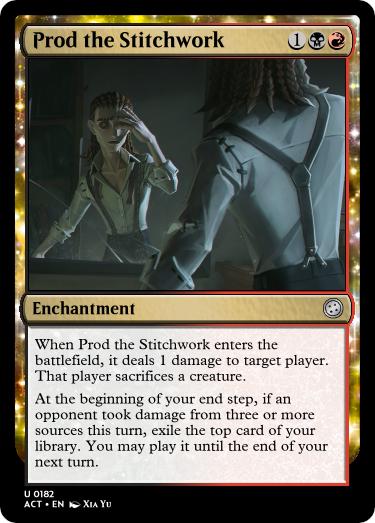 Prod the Stitchwork 1
Enchantment
When Prod the Stitchwork enters the
battlefield, it deals 1 damage to target player.
That player sacrifices a creature.
At the beginning of your end step, if an
opponent took damage from three or more
sources this turn, exile the top card of your
library. You may play it until the end of your
next turn.
U 0182
ACT • EN Xia Yu